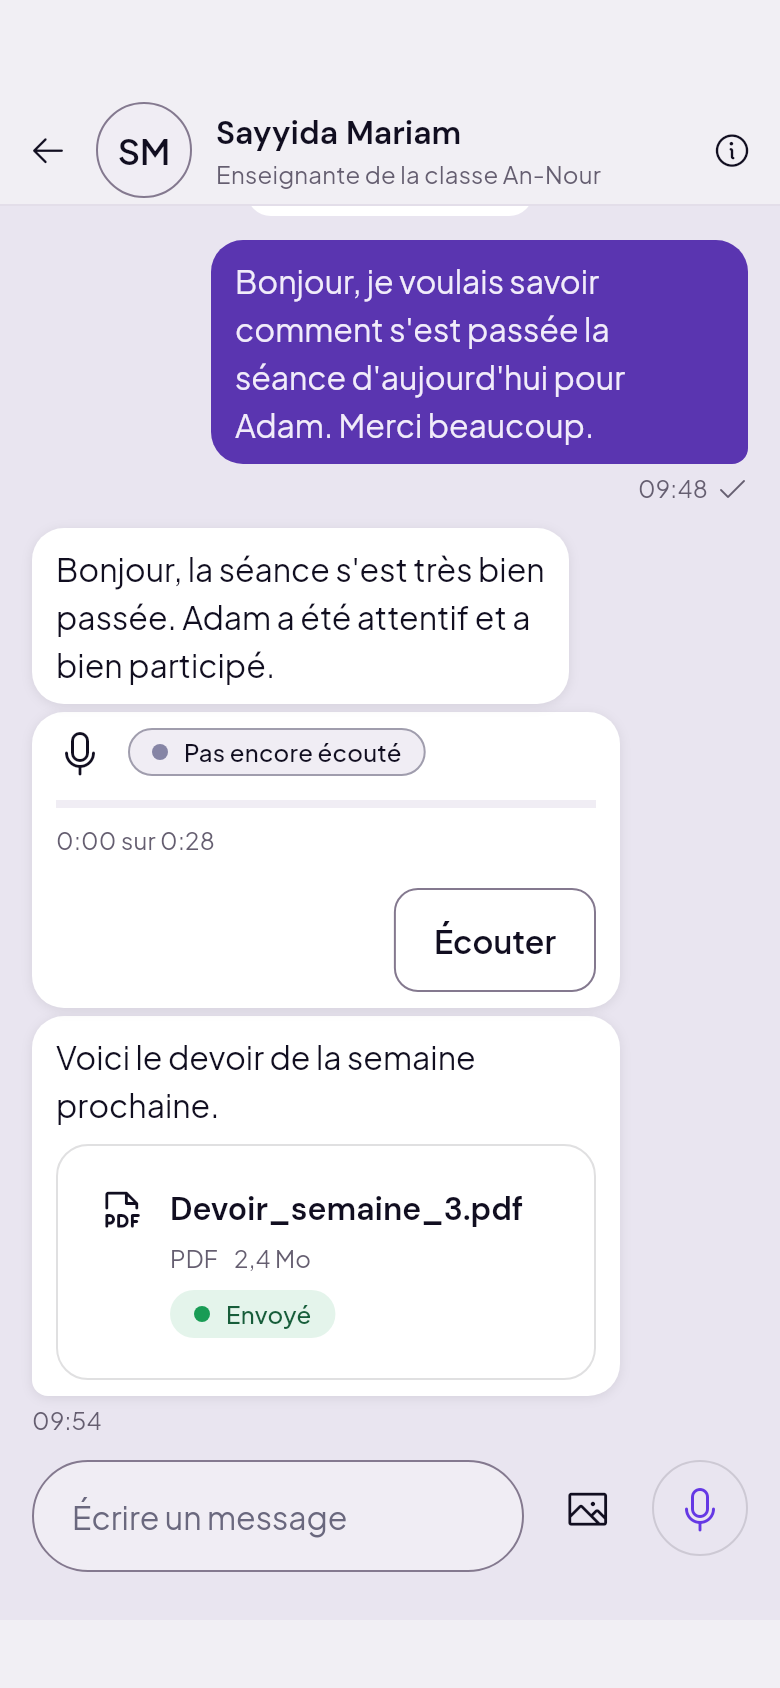 SM
Sayyida Mariam
Enseignante de la classe An-Nour
Bonjour, je voulais savoir
comment s'est passée la
séance d'aujourd'hui pour
Adam. Merci beaucoup.
09:48
Bonjour, la séance s'est très bien
passée. Adam a été attentif et a
bien participé.
Pas encore écouté
0:00 sur 0:28
Écouter
Voici le devoir de la semaine
prochaine.
PDF
Devoir_semaine_3.pdf
PDF 2,4 Mo
Envoyé
09:54
Écrire un message